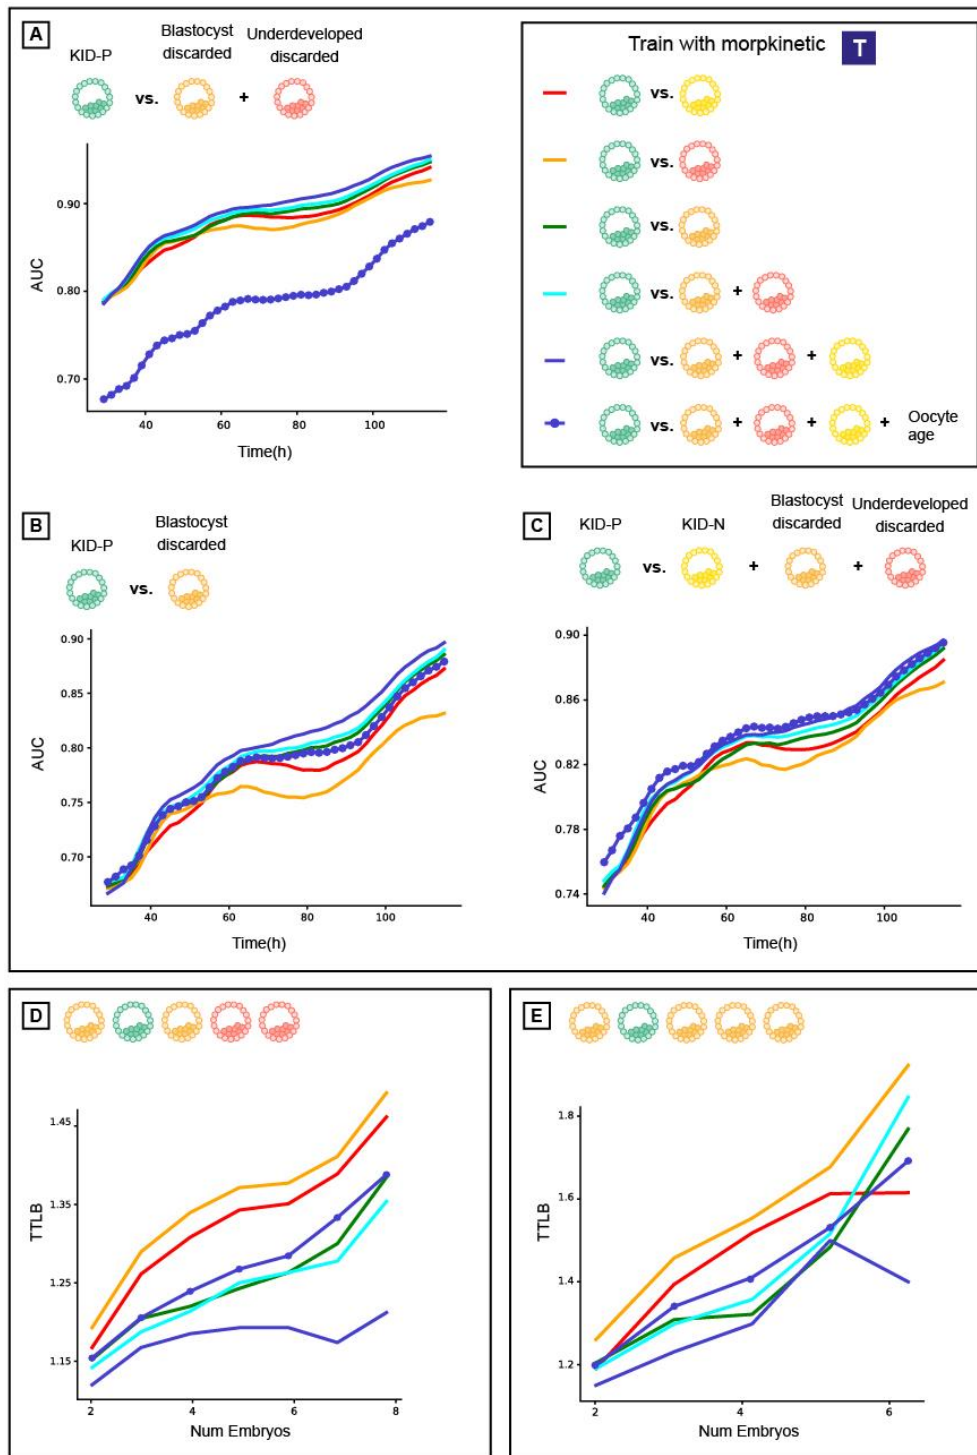 A
KID-P
Blastocyst
discarded
Underdeveloped
discarded
vs.
+
AUC
0.90
0.80
0.70
40
60
80
100
Time(h)
Train with morpkinetic T
vs.
vs.
vs.
vs. +
vs. + +
vs. + + + Oocyte
age
B
KID-P
Blastocyst
discarded
vs.
AUC
0.90
0.85
0.80
0.75
0.70
40
60
80
100
Time(h)
C
KID-P
KID-N
Blastocyst
discarded
Underdeveloped
discarded
vs.
+
+
AUC
0.90
0.86
0.82
0.78
0.74
40
60
80
100
Time(h)
D
TTLB
1.45
1.35
1.25
1.15
2
4
6
8
Num Embryos
E
TTLB
1.8
1.6
1.4
1.2
2
4
6
Num Embryos